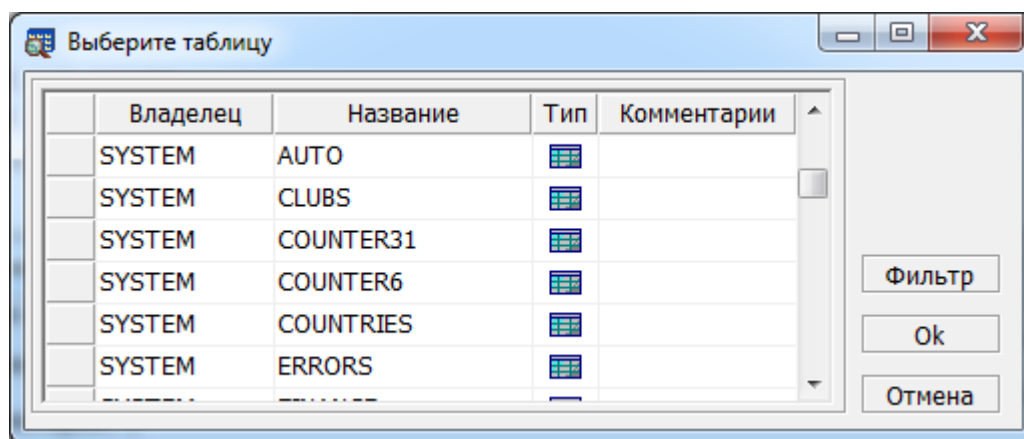 Выберите таблицу
Владелец Название Тип Комментарии
SYSTEM AUTO
SYSTEM CLUBS
SYSTEM COUNTER31
SYSTEM COUNTER6
SYSTEM COUNTRIES
SYSTEM ERRORS
Фильтр
Ok
Отмена